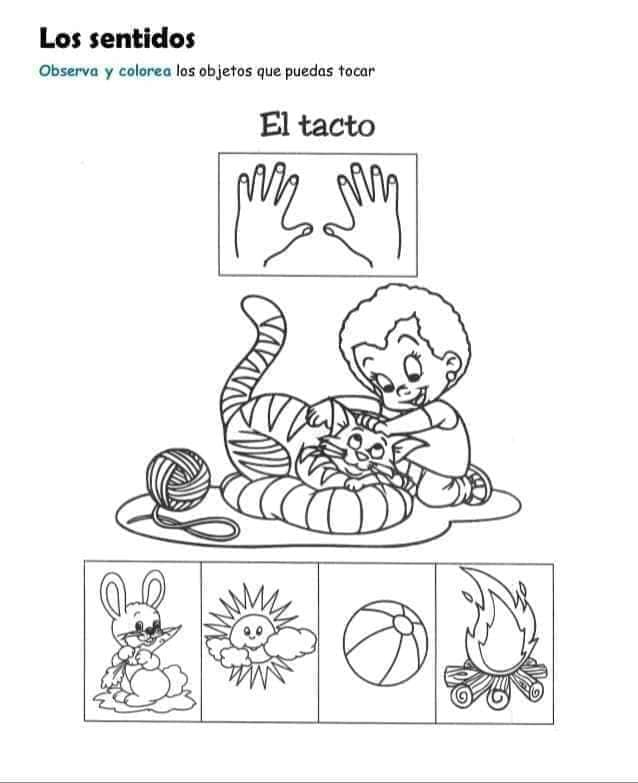 Los sentidos
Observa y colorea los objetos que puedas tocar
El tacto